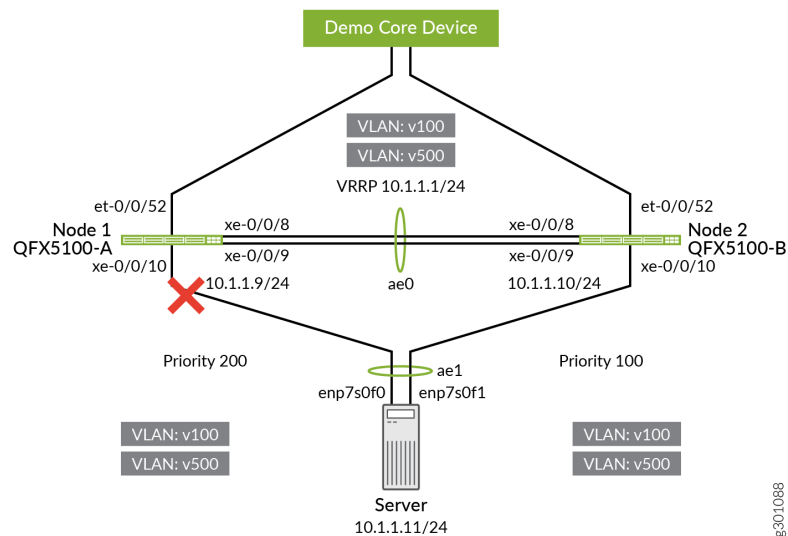 Demo Core Device
VLAN: v100
VLAN: v500
VRRP 10.1.1.1/24
et-0/0/52
et-0/0/52
Node 1
QFX5100-A
xe-0/0/8
xe-0/0/8
Node 2
QFX5100-B
xe-0/0/10
xe-0/0/9
xe-0/0/9
xe-0/0/10
10.1.1.9/24
ae0
10.1.1.10/24
Priority 200
Priority 100
ae1
enp7s0f0
enp7s0f1
VLAN: v100
VLAN: v500
VLAN: v100
VLAN: v500
Server
10.1.1.11/24
g301088